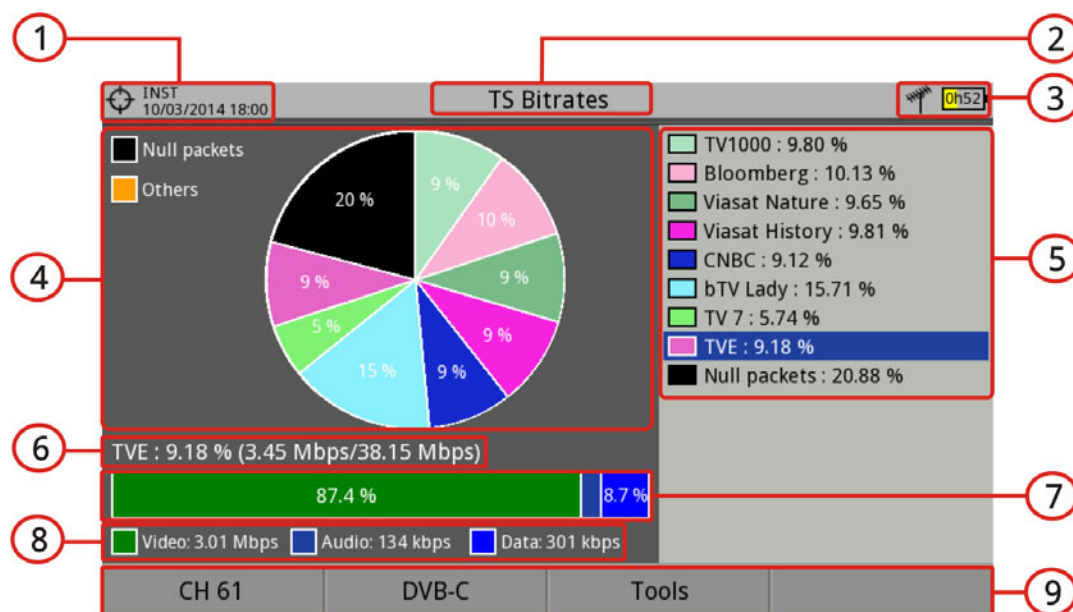 1
2
3
INST
10/03/2014 18:00
TS Bitrates
0h52
4
Null packets
Others
9 %
10 %
9 %
9 %
9 %
15 %
5 %
9 %
20 %
5
TV1000 : 9.80 %
Bloomberg : 10.13 %
Viasat Nature : 9.65 %
Viasat History : 9.81 %
CNBC : 9.12 %
bTV Lady : 15.71 %
TV 7 : 5.74 %
TVE : 9.18 %
Null packets : 20.88 %
6
TVE : 9.18 % (3.45 Mbps/38.15 Mbps)
87.4 %
8.7 %
7
8
Video: 3.01 Mbps
Audio: 134 kbps
Data: 301 kbps
CH 61
DVB-C
Tools
9